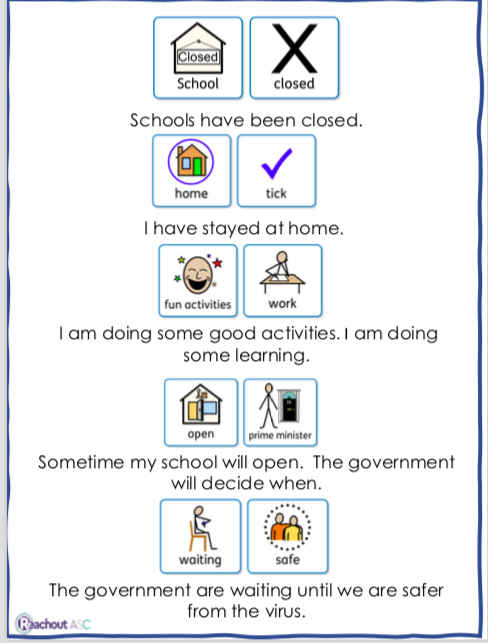 Closed
School closed
Schools have been closed.
home tick
I have stayed at home.
fun activities work
I am doing some good activities. I am doing
some learning.
open prime minister
Sometime my school will open. The government
will decide when.
waiting safe
The government are waiting until we are safer
from the virus.
Reachout ASC